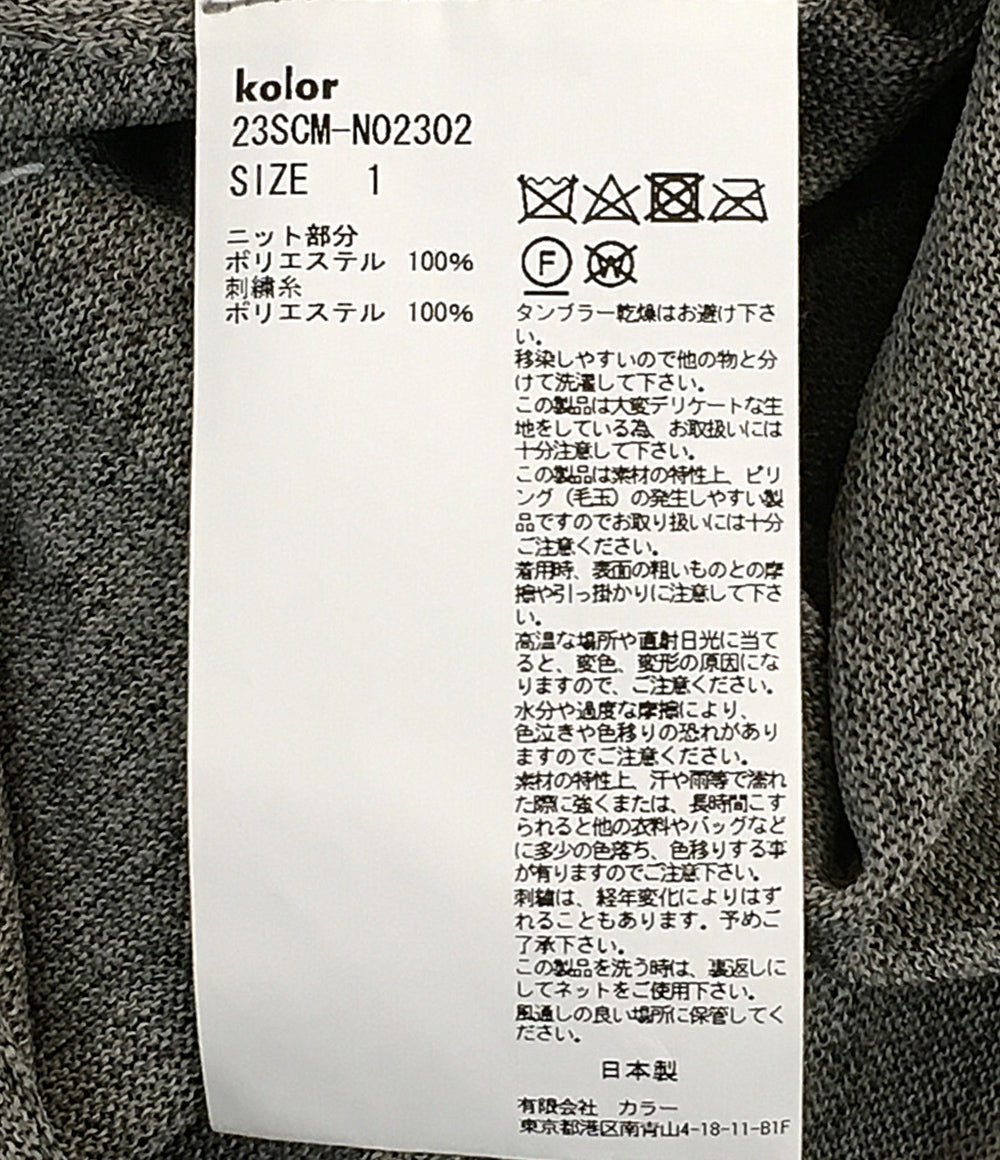 kolor
23SCM-N02302
SIZE 1
ニット部分
ポリエステル 100%
刺繍糸
ポリエステル 100%
F
W
タンブラー乾燥はお避け下さ
い。
移染しやすいので他の物と分
けて洗濯して下さい。
この製品は大変デリケートな生
地をしている為、お取扱いには
十分注意して下さい。
この製品は素材の特性上、ピリ
ング（毛玉）の発生しやすい製
品ですのでお取り扱いには十分
ご注意ください。
着用時、表面の粗いものとの摩
擦や引っ掛かりに注意して下さ
い。
高温な場所や直射日光に当て
ると、変色、変形の原因にな
りますので、ご注意ください。
水分や過度な摩擦により、
色泣きや色移りの恐れがあり
ますのでご注意ください。
素材の特性上、汗や雨等で濡れ
た際に強くまたは、長時間こす
られると他の衣料やバッグなど
に多少の色落ち、色移りする事
が有りますのでご注意下さい。
刺繍は、経年変化によりはず
れることもあります。予めご
了承下さい。
この製品を洗う時は、裏返しに
してネットをご使用下さい。
風通しの良い場所に保管してく
ださい。
日本製
有限会社 カラー
東京都港区南青山4-18-11-B1F